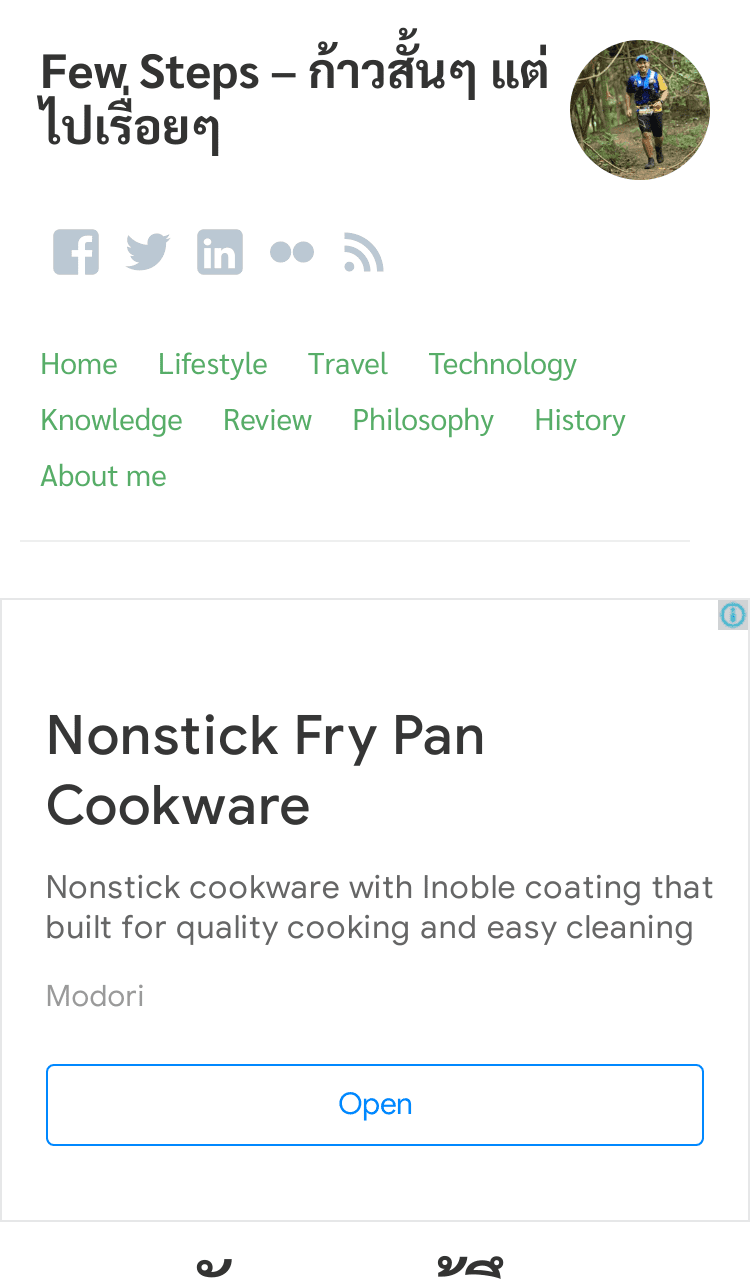 Few Steps – ก้าวสั้นๆ แต่
ไปเรื่อยๆ
Home Lifestyle Travel Technology
Knowledge Review Philosophy History
About me
Nonstick Fry Pan
Cookware
Nonstick cookware with Inoble coating that
built for quality cooking and easy cleaning
Modori
Open